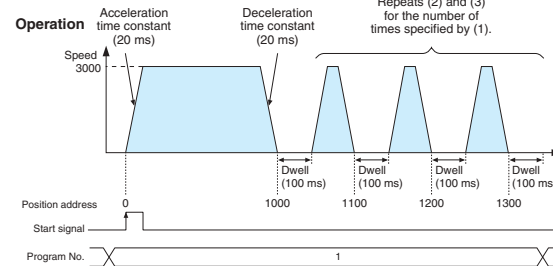 Repeats (2) and (3)
for the number of
times specified by (1).
Operation
Acceleration
time constant
(20 ms)
Deceleration
time constant
(20 ms)
Speed
3000
Dwell
(100 ms)
Dwell
(100 ms)
Dwell
(100 ms)
Dwell
(100 ms)
Position address
0
1000
1100
1200
1300
Start signal
Program No.
1